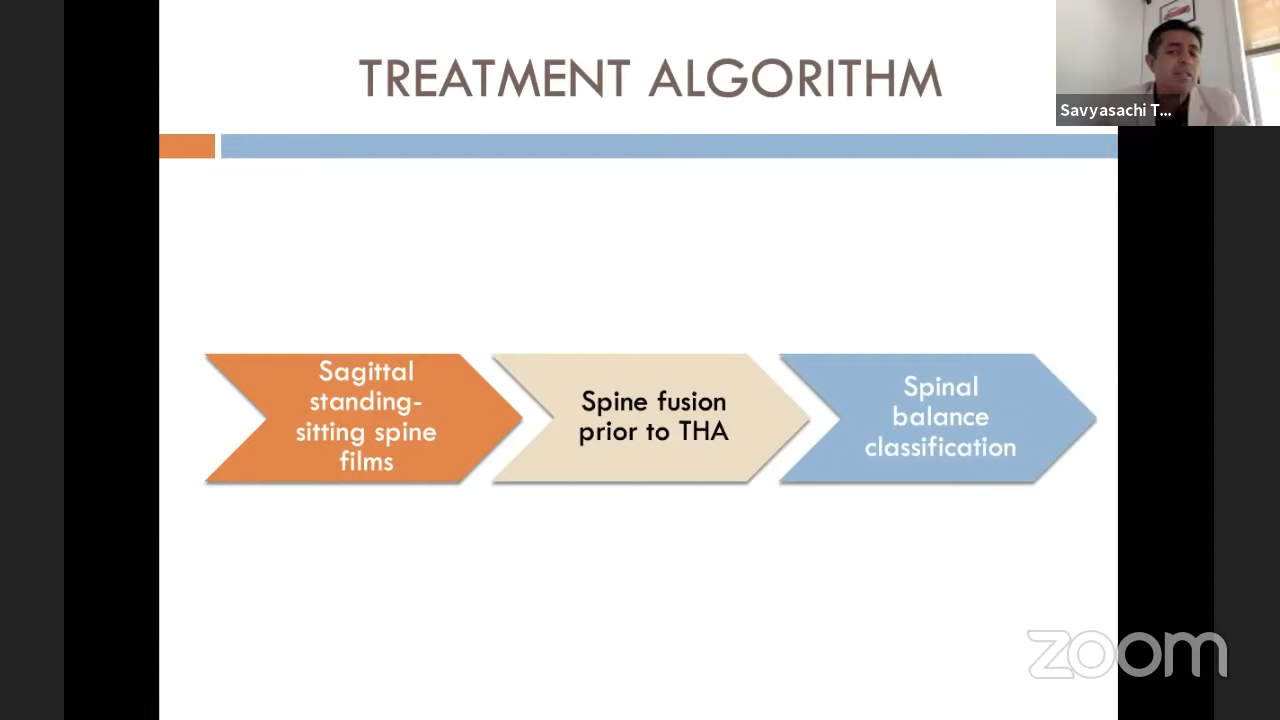 TREATMENT ALGORITHM
Savyasachi T...
Sagittal
standing-
sitting spine
films
Spine fusion
prior to THA
Spinal
balance
classification
zoom